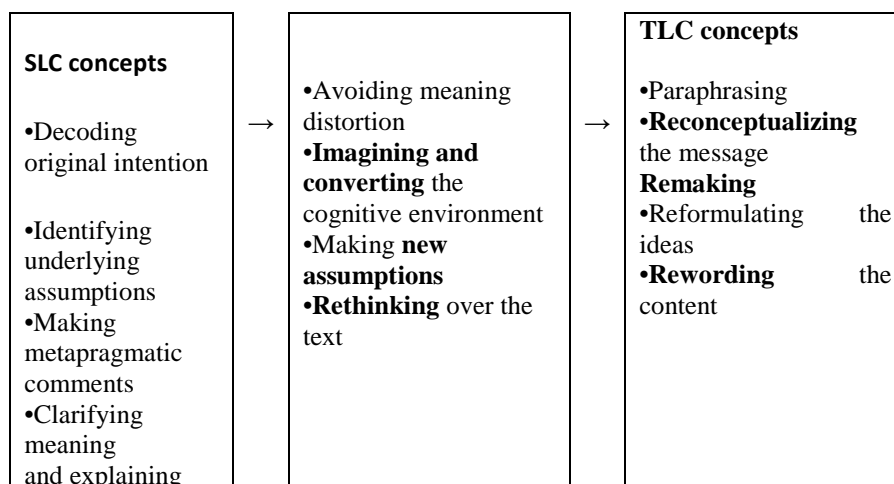 SLC concepts
•Decoding
original intention
•Identifying
underlying
assumptions
•Making
metapragmatic
comments
•Clarifying
meaning
and explaining
→
•Avoiding meaning
distortion
•Imagining and
converting the
cognitive environment
•Making new
assumptions
•Rethinking over the
text
→
TLC concepts
•Paraphrasing
•Reconceptualizing
the message
Remaking
•Reformulating the
ideas
•Rewording the
content